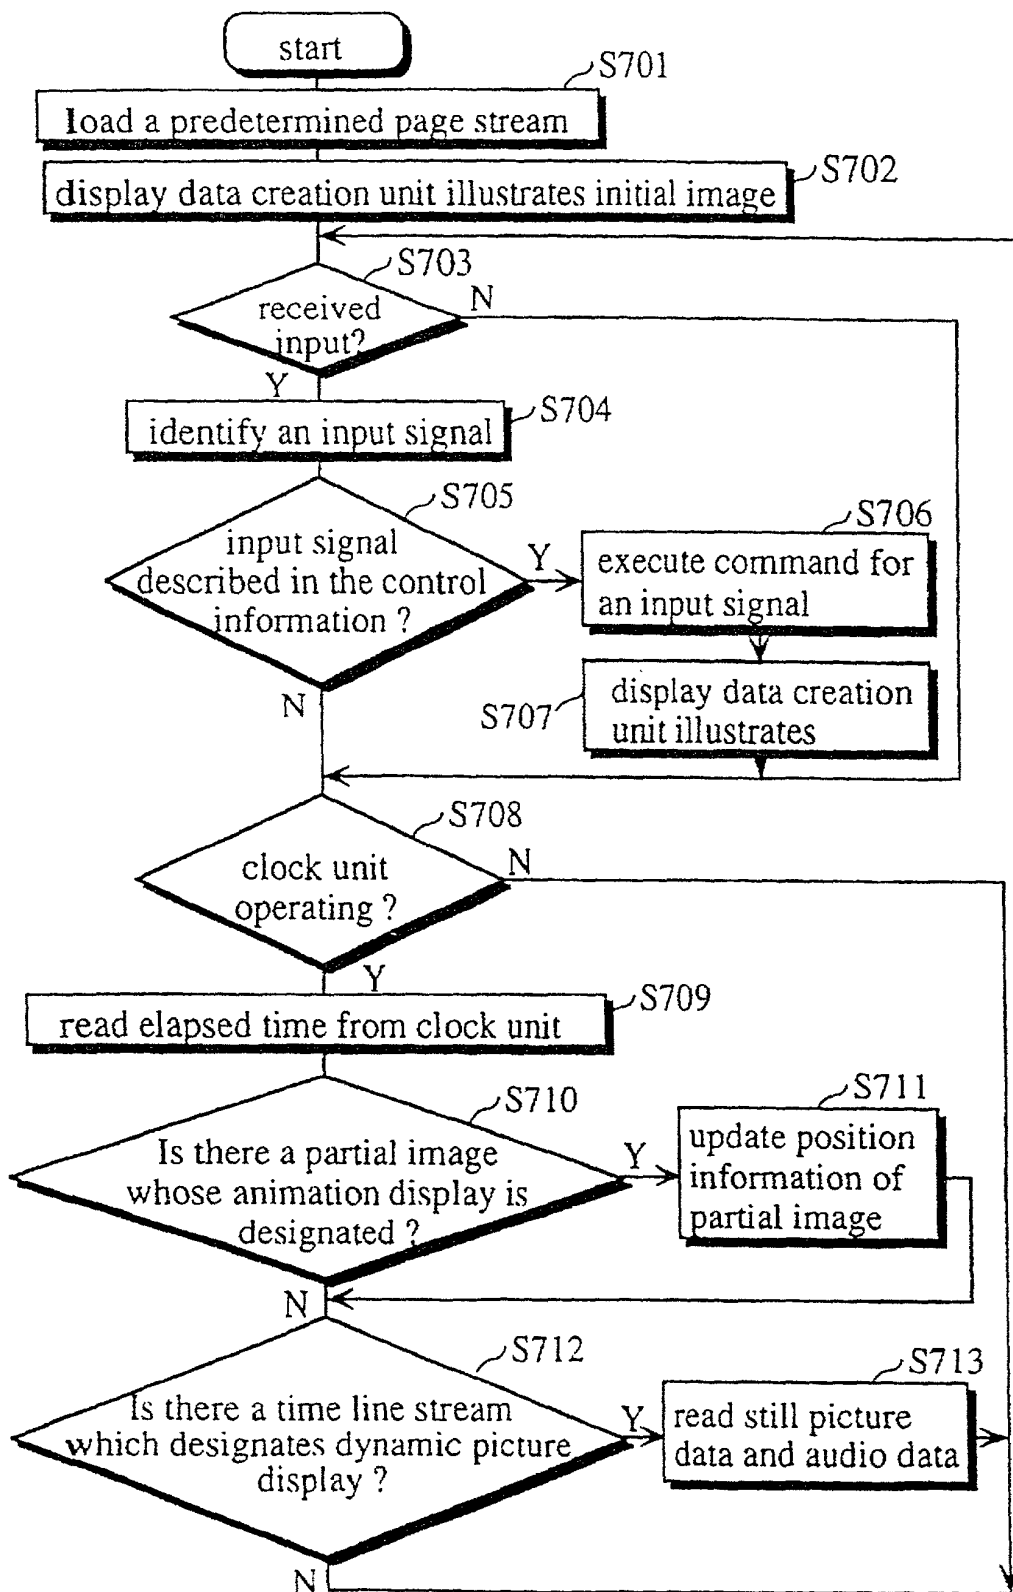 start
S701
load a predetermined page stream
S702
display data creation unit illustrates initial image
S703
received
input?
N
Y
S704
identify an input signal
S705
input signal
described in the control
information ?
Y
N
S706
execute command for
an input signal
S707
display data creation
unit illustrates
S708
clock unit
operating ?
N
Y
S709
read elapsed time from clock unit
S710
Is there a partial image
whose animation display is
designated ?
Y
N
S711
update position
information of
partial image
S712
Is there a time line stream
which designates dynamic picture
display ?
Y
N
S713
read still picture
data and audio data